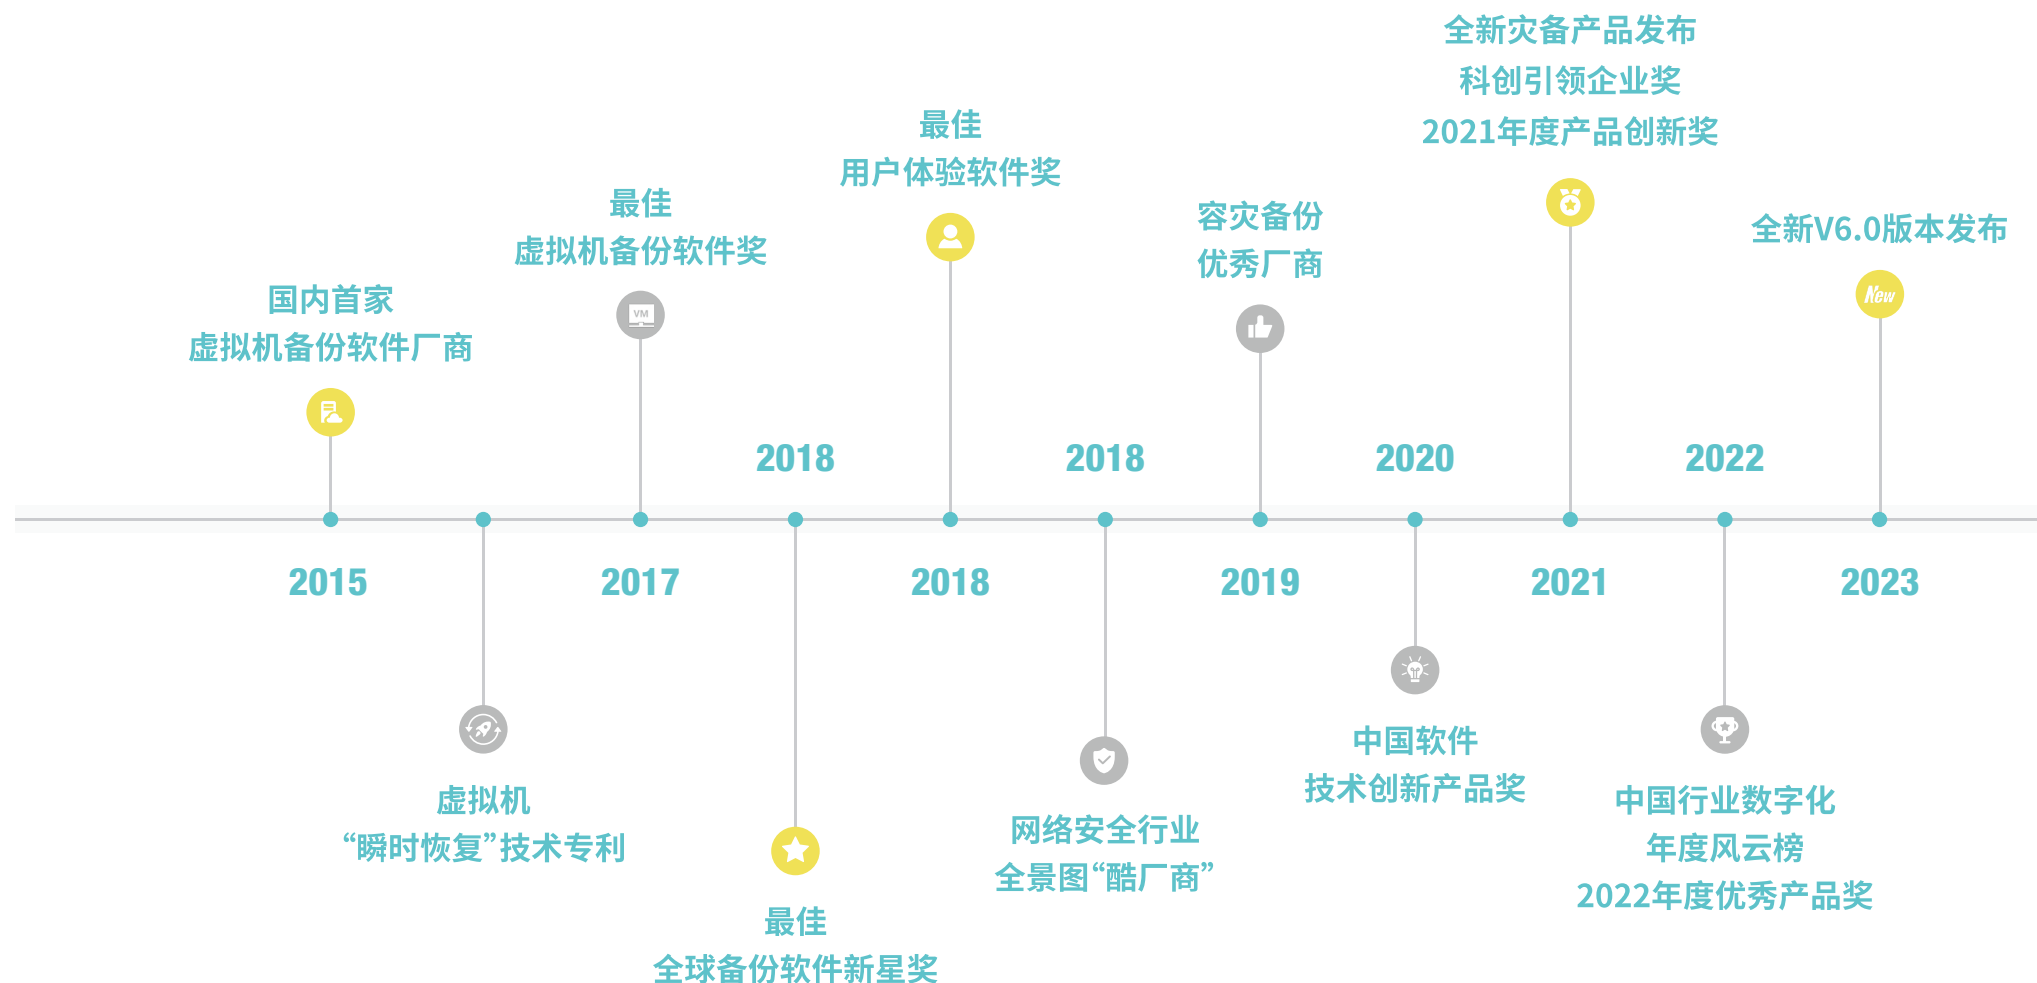 国内首家
虚拟机备份软件厂商
2015
虚拟机
“瞬时恢复”技术专利
最佳
虚拟机备份软件奖
VM
2017
2018
最佳
全球备份软件新星奖
最佳
用户体验软件奖
2018
2018
网络安全行业
全景图“酷厂商”
容灾备份
优秀厂商
2019
2020
中国软件
技术创新产品奖
全新灾备产品发布
科创引领企业奖
2021年度产品创新奖
2021
2022
中国行业数字化
年度风云榜
2022年度优秀产品奖
全新V6.0版本发布
New
2023